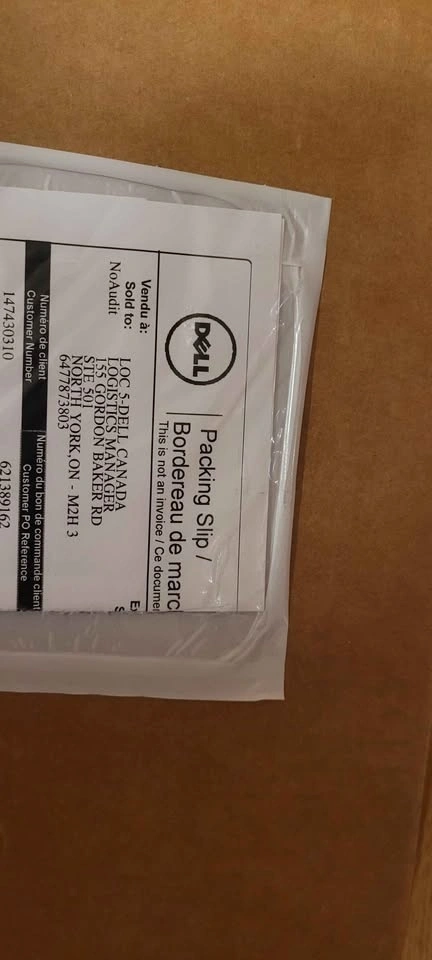 DELL
Packing Slip /
Bordereau de marc
This is not an invoice / Ce documen
Vendu à:
Sold to:
NoAudit
LOC 5-DELL CANADA
LOGISTICS MANAGER
155 GORDON BAKER RD
STE 501
NORTH YORK,ON - M2H 3
6477873803
Numéro de client
Customer Number
147430310
Numéro du bon de commande client
Customer PO Reference
621389162